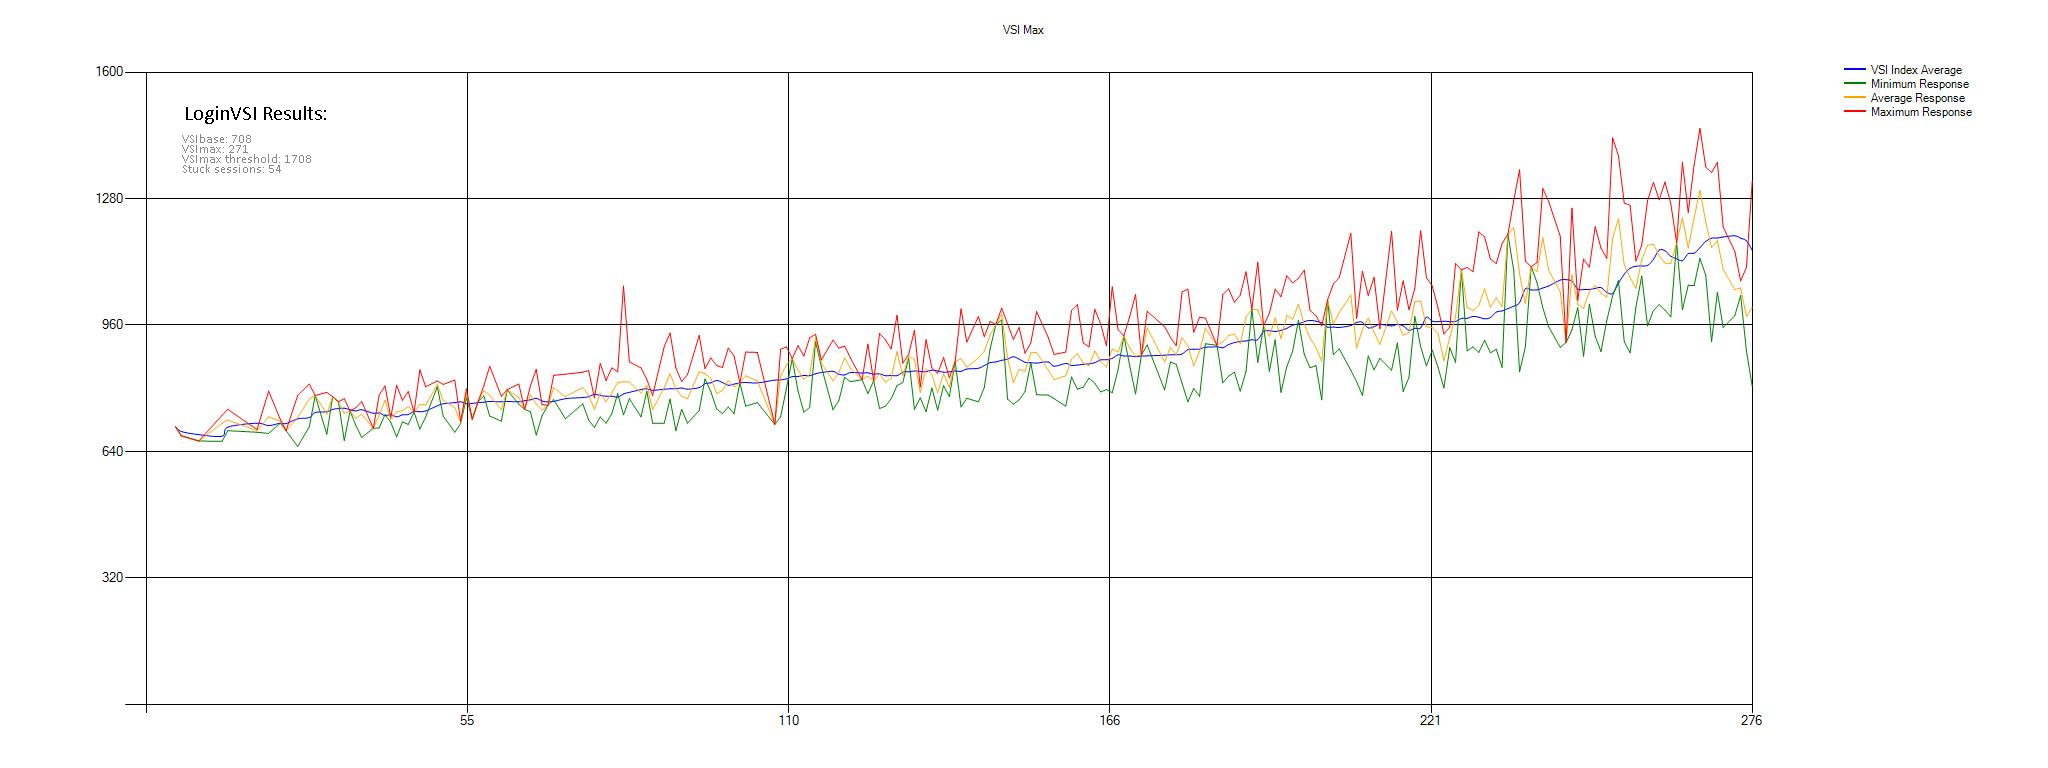 VSI Max
1600
1280
960
640
320
LoginVSI Results:
VSIbase: 708
VSImax: 271
VSImax threshold: 1708
Stuck sessions: 54
VSI Index Average
Minimum Response
Average Response
Maximum Response
55
110
166
221
276